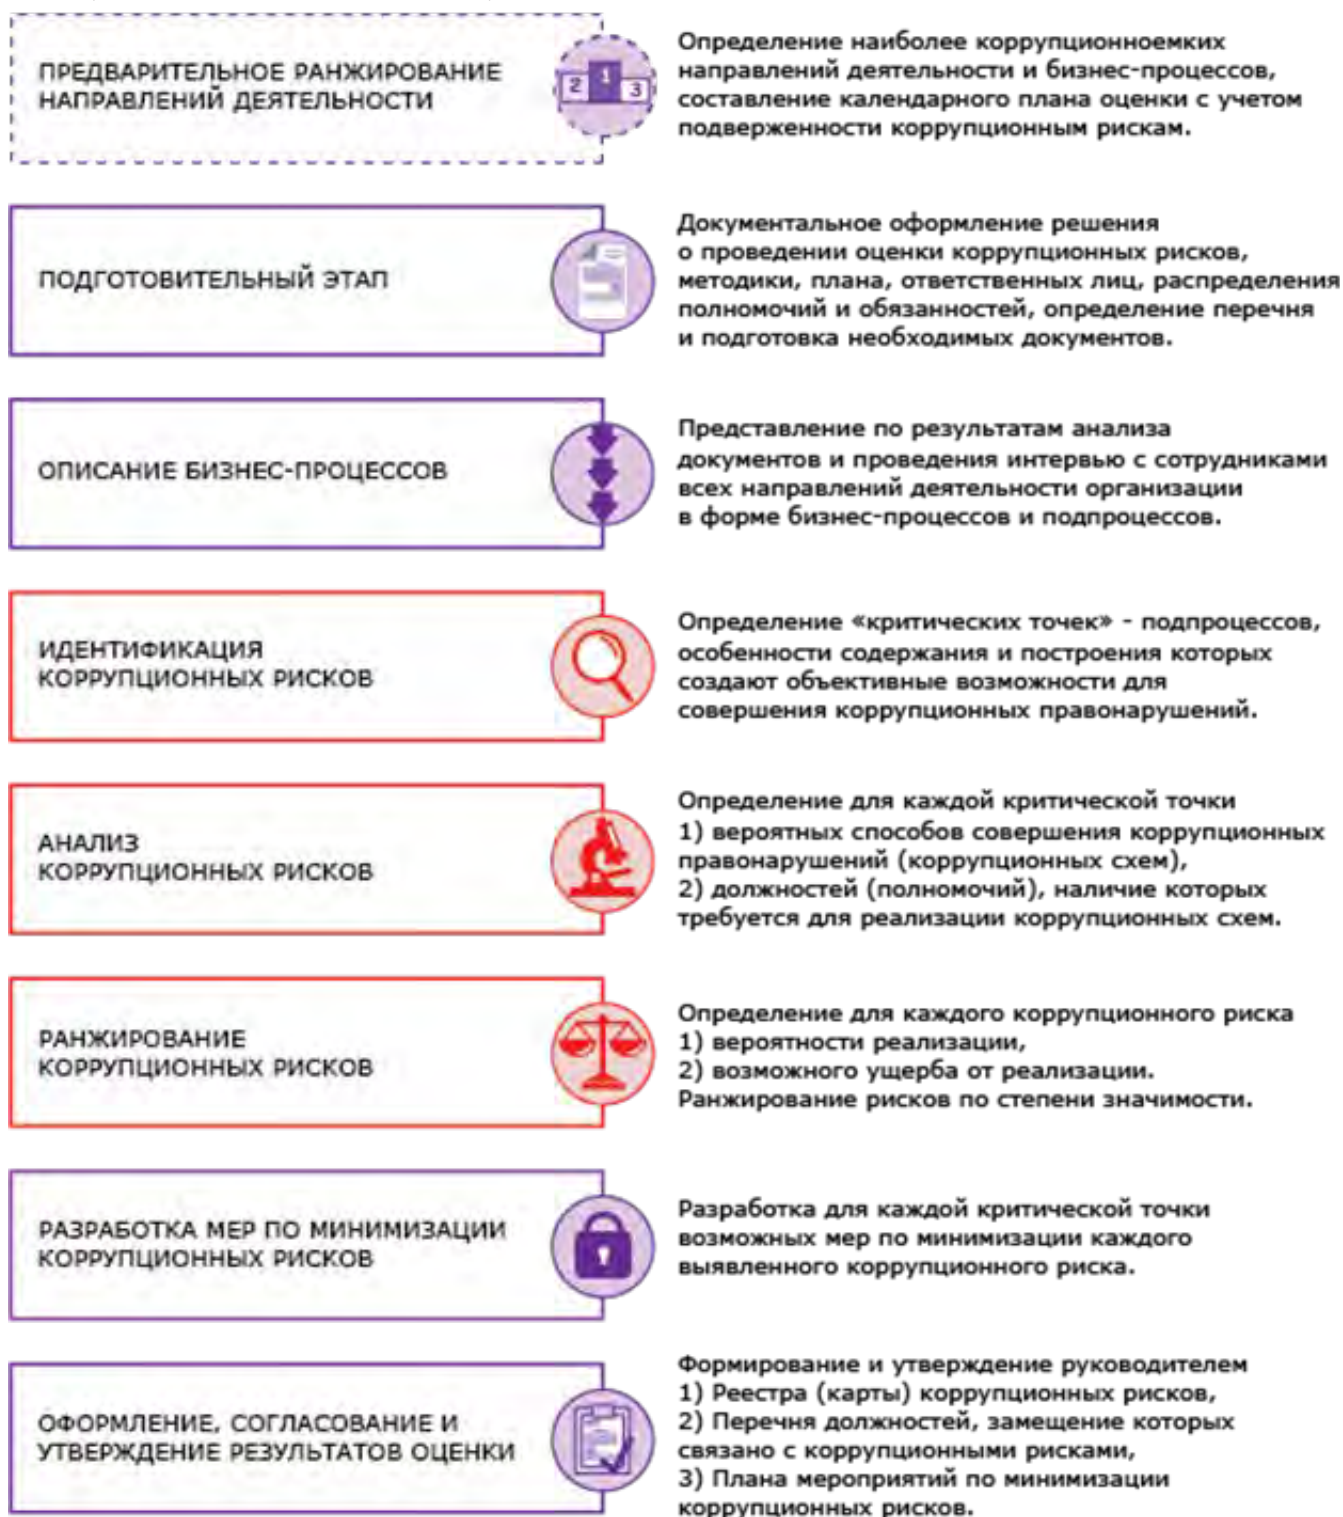 ПРЕДВАРИТЕЛЬНОЕ РАНЖИРОВАНИЕ
НАПРАВЛЕНИЙ ДЕЯТЕЛЬНОСТИ
2 1 3
Определение наиболее коррупционноемких
направлений деятельности и бизнес-процессов,
составление календарного плана оценки с учетом
подверженности коррупционным рискам.
ПОДГОТОВИТЕЛЬНЫЙ ЭТАП
Документальное оформление решения
о проведении оценки коррупционных рисков,
методики, плана, ответственных лиц, распределения
полномочий и обязанностей, определение перечня
и подготовка необходимых документов.
ОПИСАНИЕ БИЗНЕС-ПРОЦЕССОВ
Представление по результатам анализа
документов и проведения интервью с сотрудниками
всех направлений деятельности организации
в форме бизнес-процессов и подпроцессов.
ИДЕНТИФИКАЦИЯ
КОРРУПЦИОННЫХ РИСКОВ
Определение «критических точек» - подпроцессов,
особенности содержания и построения которых
создают объективные возможности для
совершения коррупционных правонарушений.
АНАЛИЗ
КОРРУПЦИОННЫХ РИСКОВ
Определение для каждой критической точки
1) вероятных способов совершения коррупционных
правонарушений (коррупционных схем),
2) должностей (полномочий), наличие которых
требуется для реализации коррупционных схем.
РАНЖИРОВАНИЕ
КОРРУПЦИОННЫХ РИСКОВ
Определение для каждого коррупционного риска
1) вероятности реализации,
2) возможного ущерба от реализации.
Ранжирование рисков по степени значимости.
РАЗРАБОТКА МЕР ПО МИНИМИЗАЦИИ
КОРРУПЦИОННЫХ РИСКОВ
Разработка для каждой критической точки
возможных мер по минимизации каждого
выявленного коррупционного риска.
ОФОРМЛЕНИЕ, СОГЛАСОВАНИЕ И
УТВЕРЖДЕНИЕ РЕЗУЛЬТАТОВ ОЦЕНКИ
Формирование и утверждение руководителем
1) Реестра (карты) коррупционных рисков,
2) Перечня должностей, замещение которых
связано с коррупционными рисками,
3) Плана мероприятий по минимизации
коррупционных рисков.